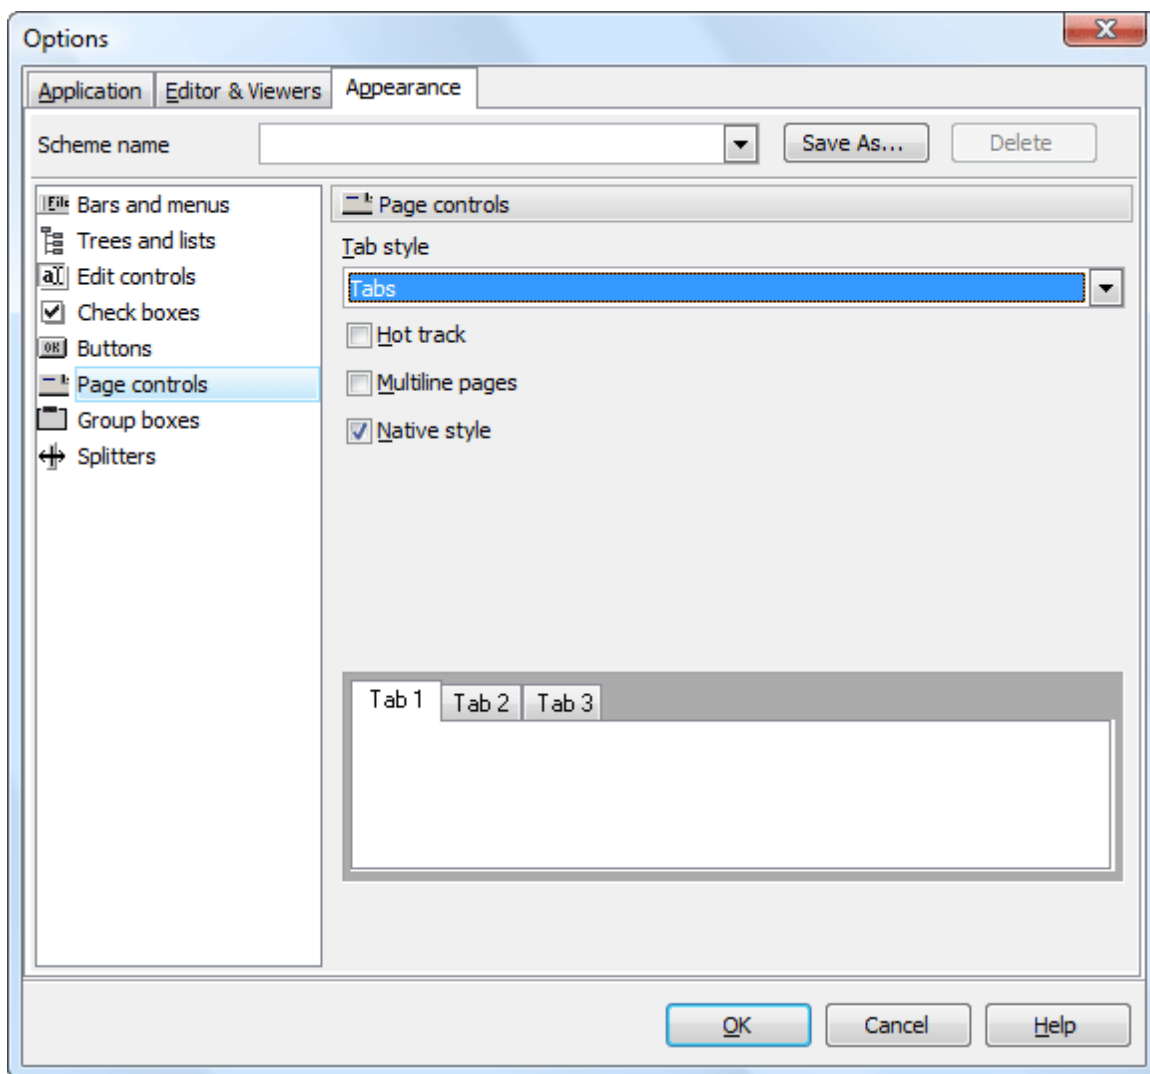 Options
Application Editor & Viewers Appearance
Scheme name Save As... Delete
Bars and menus
Trees and lists
Edit controls
Check boxes
Buttons
Page controls
Group boxes
Splitters
Page controls
Tab style
Tabs
Hot track
Multiline pages
Native style
Tab 1 Tab 2 Tab 3
OK Cancel Help